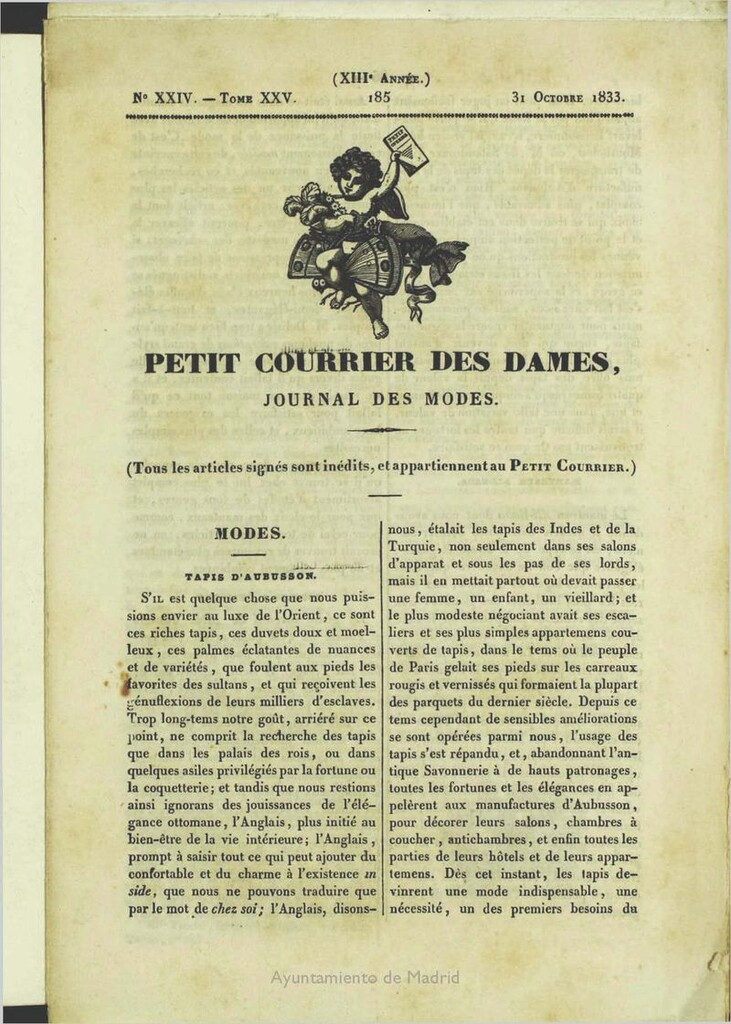 (XIIIe Année.)
No XXIV. — Tome XXV.
185
31 Octobre 1833.
PETIT COURRIER DES DAMES,
JOURNAL DES MODES.
(Tous les articles signés sont inédits, et appartiennent au Petit Courrier.)
MODES.
TAPIS D'AUBUSSON.
S'il est quelque chose que nous puis-
sions envier au luxe de l'Orient, ce sont
ces riches tapis, ces duvets doux et moel-
leux, ces palmes éclatantes de nuances
et de variétés, que foulent aux pieds les
favorites des sultans, et qui reçoivent les
génuflexions de leurs milliers d'esclaves.
Trop long-tems notre goût, arriéré sur ce
point, ne comprit la recherche des tapis
que dans les palais des rois, ou dans
quelques asiles privilégiés par la fortune ou
la coquetterie; et tandis que nous restions
ainsi ignorans des jouissances de l'élé-
gance ottomane, l'Anglais, plus initié au
bien-être de la vie intérieure; l'Anglais,
prompt à saisir tout ce qui peut ajouter du
confortable et du charme à l'existence in
side, que nous ne pouvons traduire que
par le mot de chez soi; l'Anglais, disons-
nous, étalait les tapis des Indes et de la
Turquie, non seulement dans ses salons
d'apparat et sous les pas de ses lords,
mais il en mettait partout où devait passer
une femme, un enfant, un vieillard; et
le plus modeste négociant avait ses esca-
liers et ses plus simples appartemens cou-
verts de tapis, dans le tems où le peuple
de Paris gelait ses pieds sur les carreaux
rougis et vernissés qui formaient la plupart
des parquets du dernier siècle. Depuis ce
tems cependant de sensibles améliorations
se sont opérées parmi nous, l'usage des
tapis s'est répandu, et, abandonnant l'an-
tique Savonnerie à de hauts patronages,
toutes les fortunes et les élégances en ap-
pelèrent aux manufactures d'Aubusson,
pour décorer leurs salons, chambres à
coucher, antichambres, et enfin toutes les
parties de leurs hôtels et de leurs appar-
temens. Dès cet instant, les tapis de-
vinrent une mode indispensable, une
nécessité, un des premiers besoins du
Ayuntamiento de Madrid